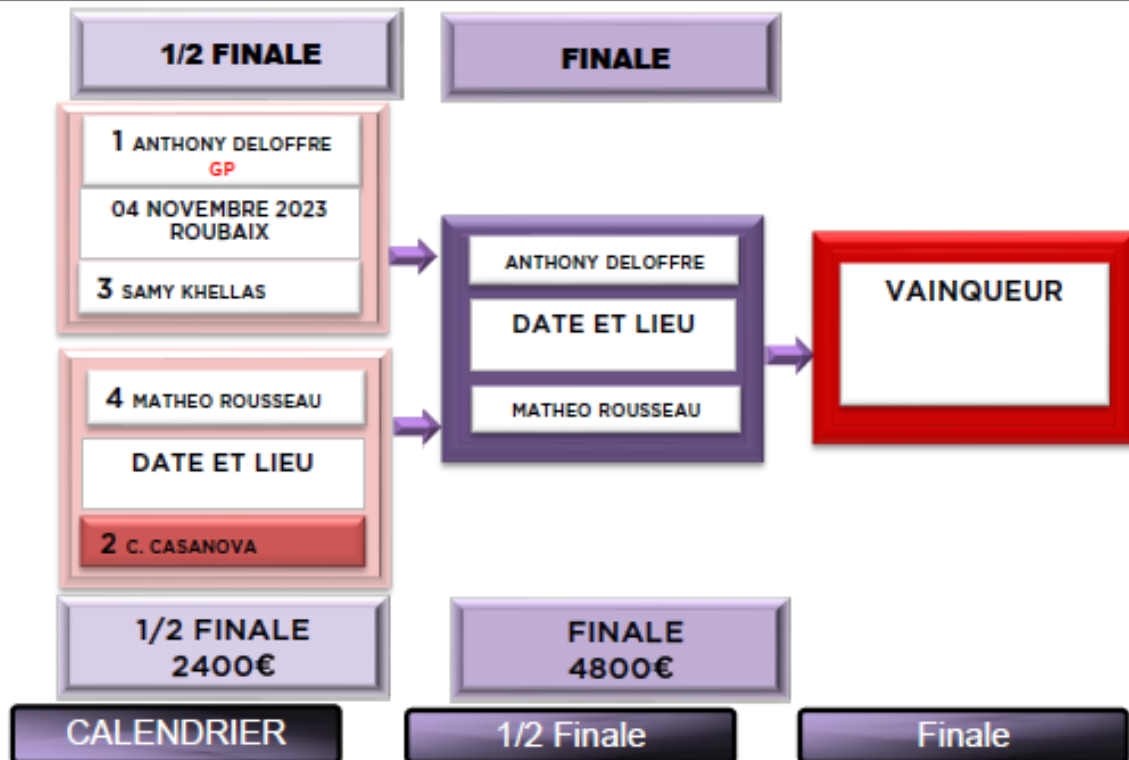 1/2 FINALE
FINALE
1 ANTHONY DELOFFRE
GP
04 NOVEMBRE 2023
ROUBAIX
3 SAMY KHELLAS
4 MATHEO ROUSSEAU
DATE ET LIEU
2 C. CASANOVA
ANTHONY DELOFFRE
DATE ET LIEU
MATHEO ROUSSEAU
VAINQUEUR
1/2 FINALE
2400€
FINALE
4800€
CALENDRIER
1/2 Finale
Finale